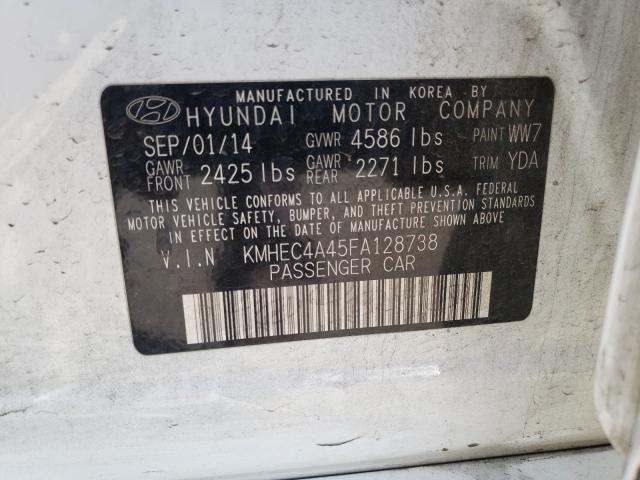 MANUFACTURED IN KOREA BY
HYUNDAI MOTOR COMPANY
SEP/01/14 GVWR 4586 lbs PAINT WW7
GAWR FRONT 2425 lbs GAWR REAR 2271 lbs TRIM YDA
THIS VEHICLE CONFORMS TO ALL APPLICABLE U.S.A. FEDERAL
MOTOR VEHICLE SAFETY, BUMPER, AND THEFT PREVENTION STANDARDS
IN EFFECT ON THE DATE OF MANUFACTURE SHOWN ABOVE
V.I.N KMHEC4A45FA128738
PASSENGER CAR